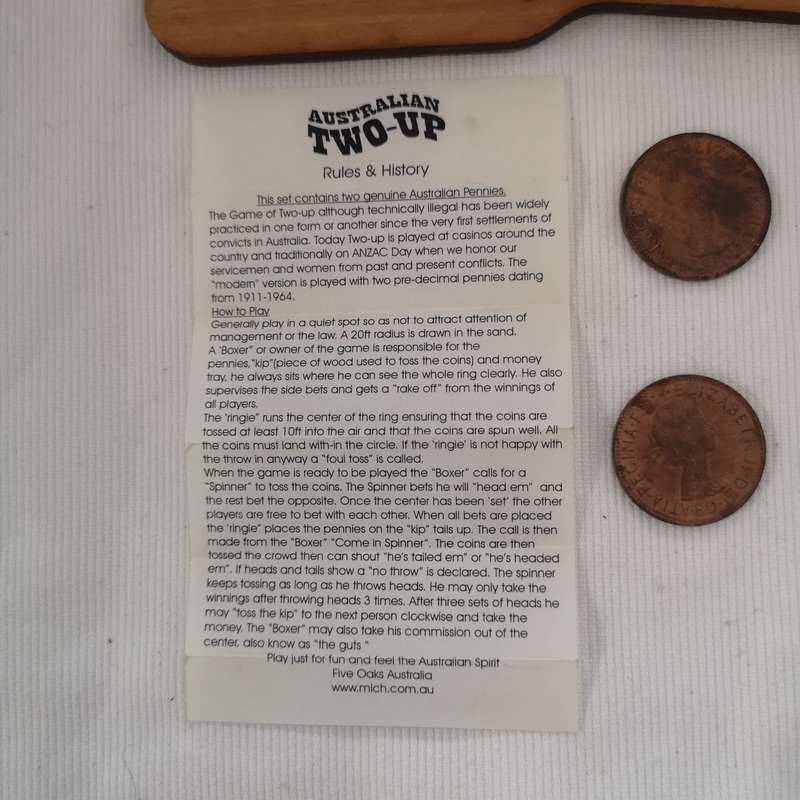 AUSTRALIAN
TWO-UP
Rules & History
This set contains two genuine Australian Pennies.
The Game of Two-up although technically illegal has been widely
practiced in one form or another since the very first settlements of
convicts in Australia. Today Two-up is played at casinos around the
country and traditionally on ANZAC Day when we honor our
servicemen and women from past and present conflicts. The
"modern" version is played with two pre-decimal pennies dating
from 1911-1964.
How to Play
Generally play in a quiet spot so as not to attract attention of
management or the law. A 20ft radius is drawn in the sand.
A 'Boxer" or owner of the game is responsible for the
pennies,"kip"(piece of wood used to toss the coins) and money
tray, he always sits where he can see the whole ring clearly. He also
supervises the side bets and gets a "rake off" from the winnings of
all players.
The 'ringie" runs the center of the ring ensuring that the coins are
tossed at least 10ft into the air and that the coins are spun well. All
the coins must land with-in the circle. If the 'ringie' is not happy with
the throw in anyway a "foul toss" is called.
When the game is ready to be played the "Boxer" calls for a
"Spinner" to toss the coins. The Spinner bets he will "head em" and
the rest bet the opposite. Once the center has been 'set' the other
players are free to bet with each other. When all bets are placed
the 'ringie" places the pennies on the "kip" tails up. The call is then
made from the "Boxer" "Come in Spinner". The coins are then
tossed the crowd then can shout "he's tailed em" or "he's headed
em". If heads and tails show a "no throw" is declared. The spinner
keeps tossing as long as he throws heads. He may only take the
winnings after throwing heads 3 times. After three sets of heads he
may "toss the kip" to the next person clockwise and take the
money. The "Boxer" may also take his commission out of the
center, also know as "the guts "
Play just for fun and feel the Australian Spirit
Five Oaks Australia
www.mich.com.au